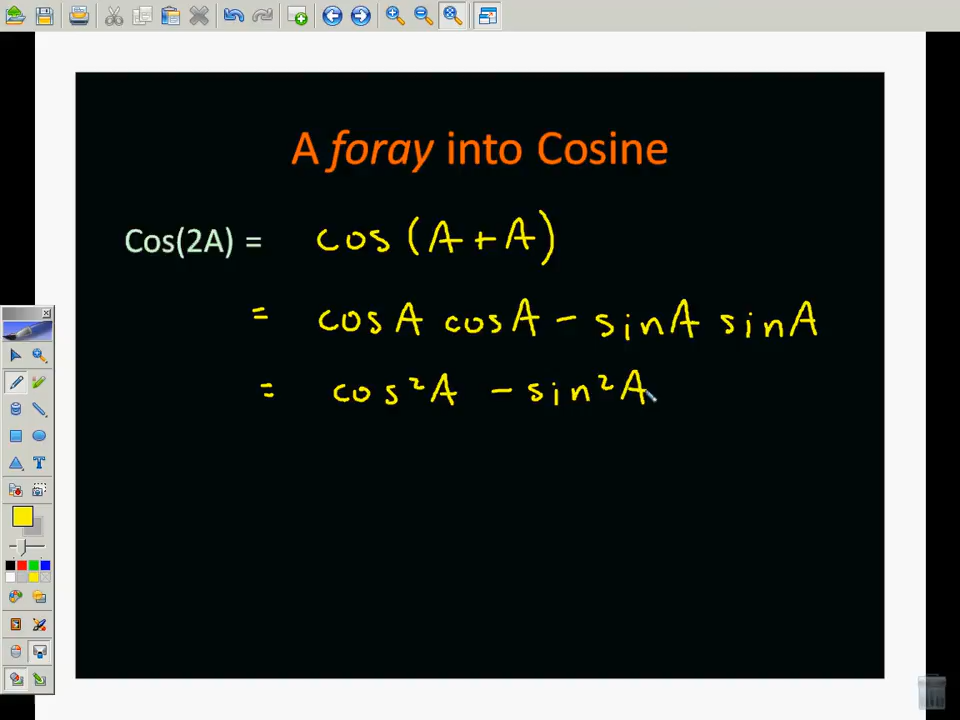 A foray into Cosine
Cos(2A) = cos (A+A)
= cosA cosA - sinA sinA
= cos²A - sin²A